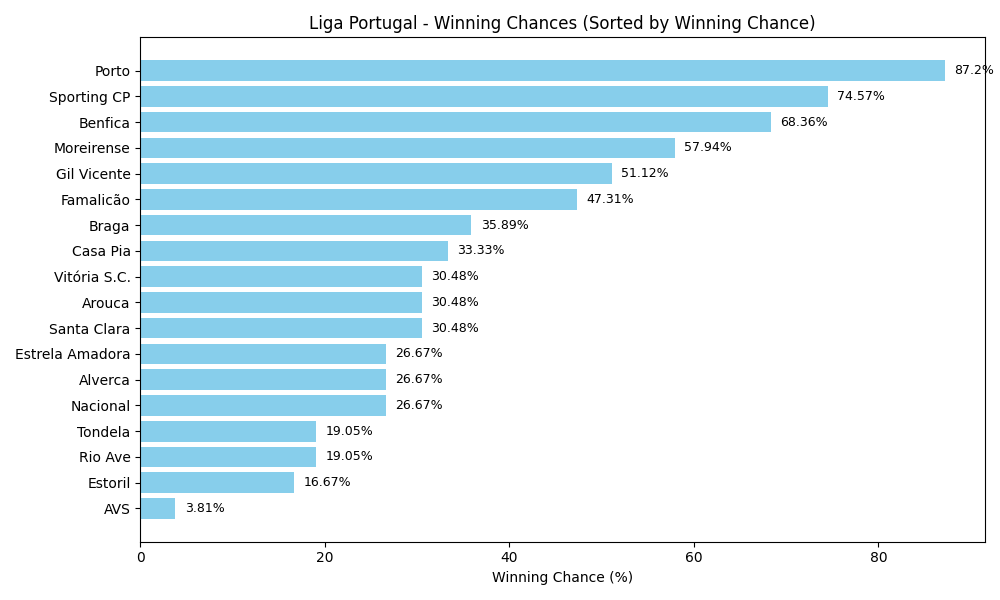 Liga Portugal - Winning Chances (Sorted by Winning Chance)
Porto 87.2%
Sporting CP 74.57%
Benfica 68.36%
Moreirense 57.94%
Gil Vicente 51.12%
Famalicão 47.31%
Braga 35.89%
Casa Pia 33.33%
Vitória S.C. 30.48%
Arouca 30.48%
Santa Clara 30.48%
Estrela Amadora 26.67%
Alverca 26.67%
Nacional 26.67%
Tondela 19.05%
Rio Ave 19.05%
Estoril 16.67%
AVS 3.81%
0 20 40 60 80
Winning Chance (%)